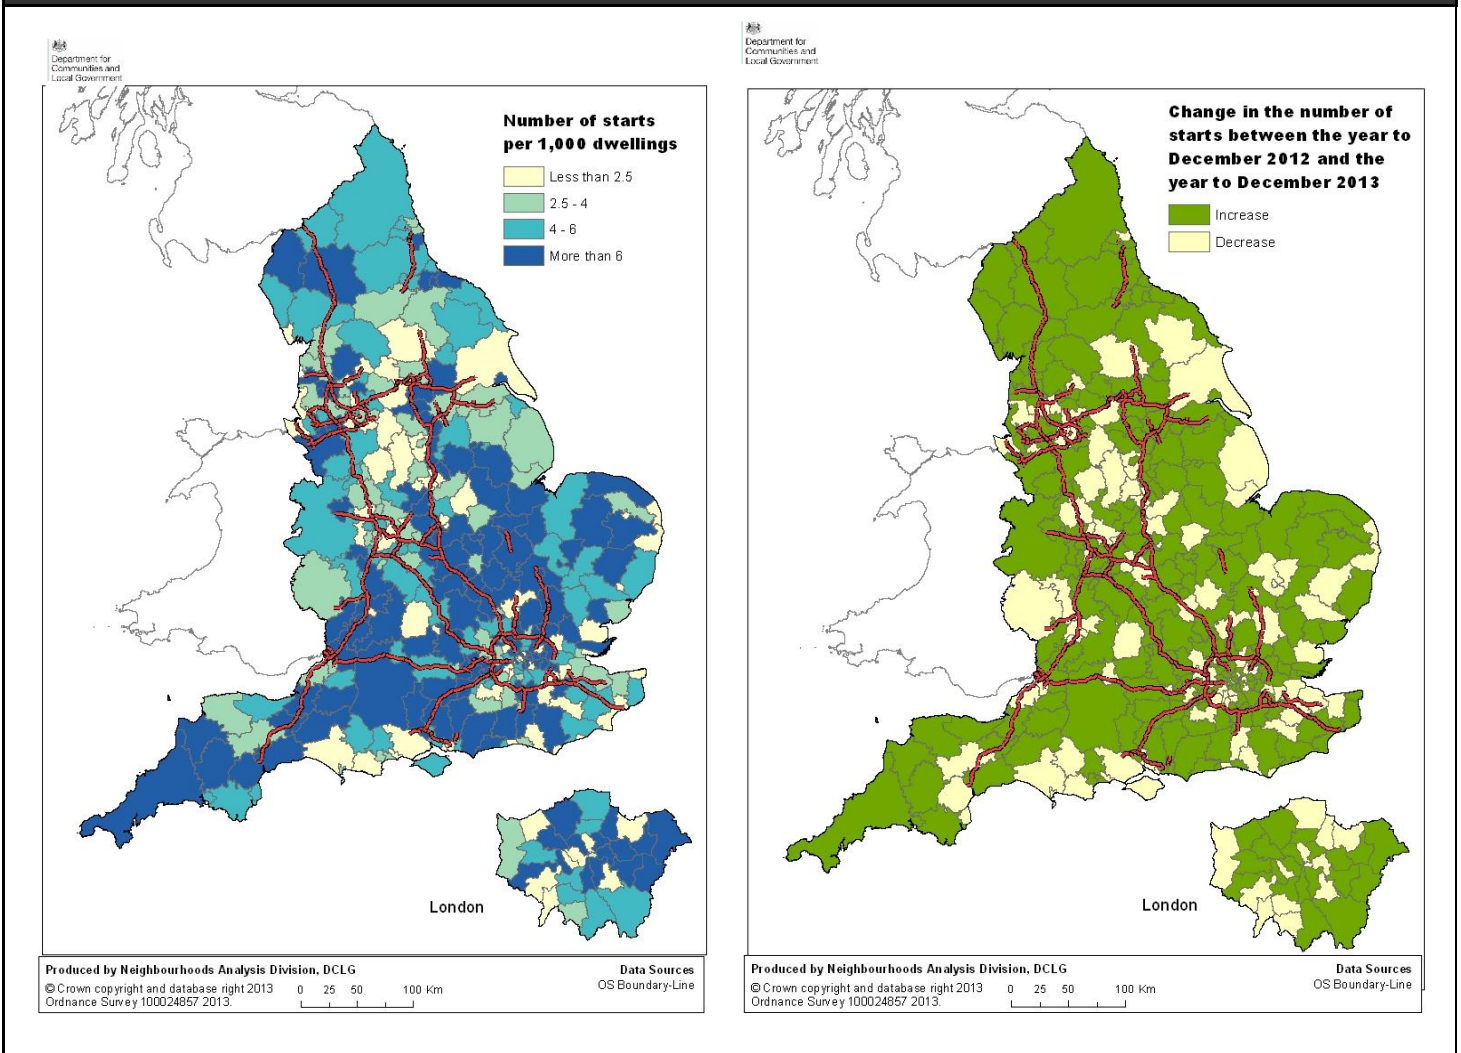 Department for
Communities and
Local Government
Number of starts
per 1,000 dwellings
Less than 2.5
2.5 - 4
4 - 6
More than 6
London
Produced by Neighbourhoods Analysis Division, DCLG
© Crown copyright and database right 2013
Ordnance Survey 100024857 2013.
0 25 50 100 Km
Data Sources
OS Boundary-Line
Department for
Communities and
Local Government
Change in the number of
starts between the year to
December 2012 and the
year to December 2013
Increase
Decrease
London
Produced by Neighbourhoods Analysis Division, DCLG
© Crown copyright and database right 2013
Ordnance Survey 100024857 2013.
0 25 50 100 Km
Data Sources
OS Boundary-Line